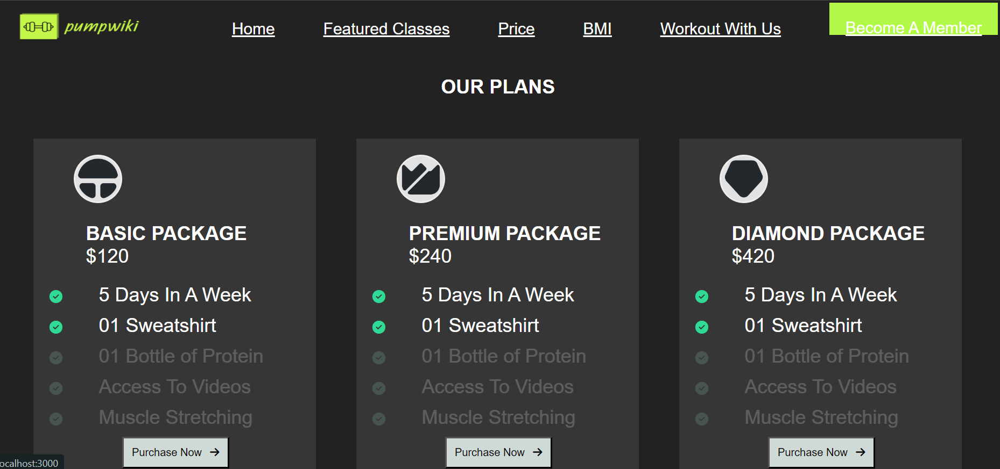 pumpwiki
Home Featured Classes Price BMI Workout With Us Become A Member
OUR PLANS
BASIC PACKAGE
$120
5 Days In A Week
01 Sweatshirt
01 Bottle of Protein
Access To Videos
Muscle Stretching
Purchase Now
PREMIUM PACKAGE
$240
5 Days In A Week
01 Sweatshirt
01 Bottle of Protein
Access To Videos
Muscle Stretching
Purchase Now
DIAMOND PACKAGE
$420
5 Days In A Week
01 Sweatshirt
01 Bottle of Protein
Access To Videos
Muscle Stretching
Purchase Now
ocalhost:3000